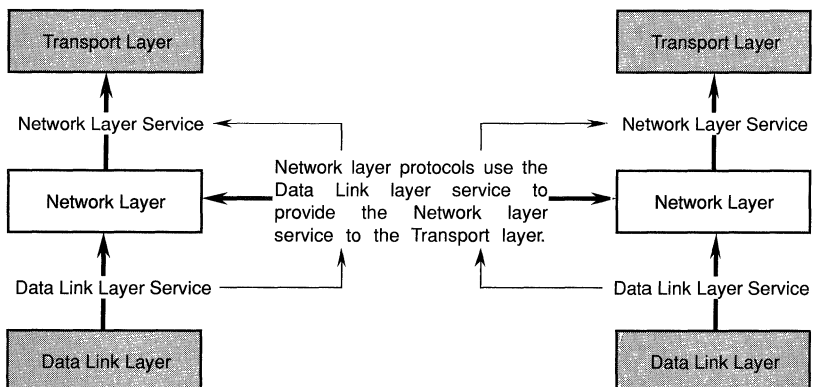 Transport Layer
Transport Layer
Network Layer Service
Network Layer Service
Network layer protocols use the
Data Link layer service to
provide the Network layer
service to the Transport layer.
Network Layer
Network Layer
Data Link Layer Service
Data Link Layer Service
Data Link Layer
Data Link Layer